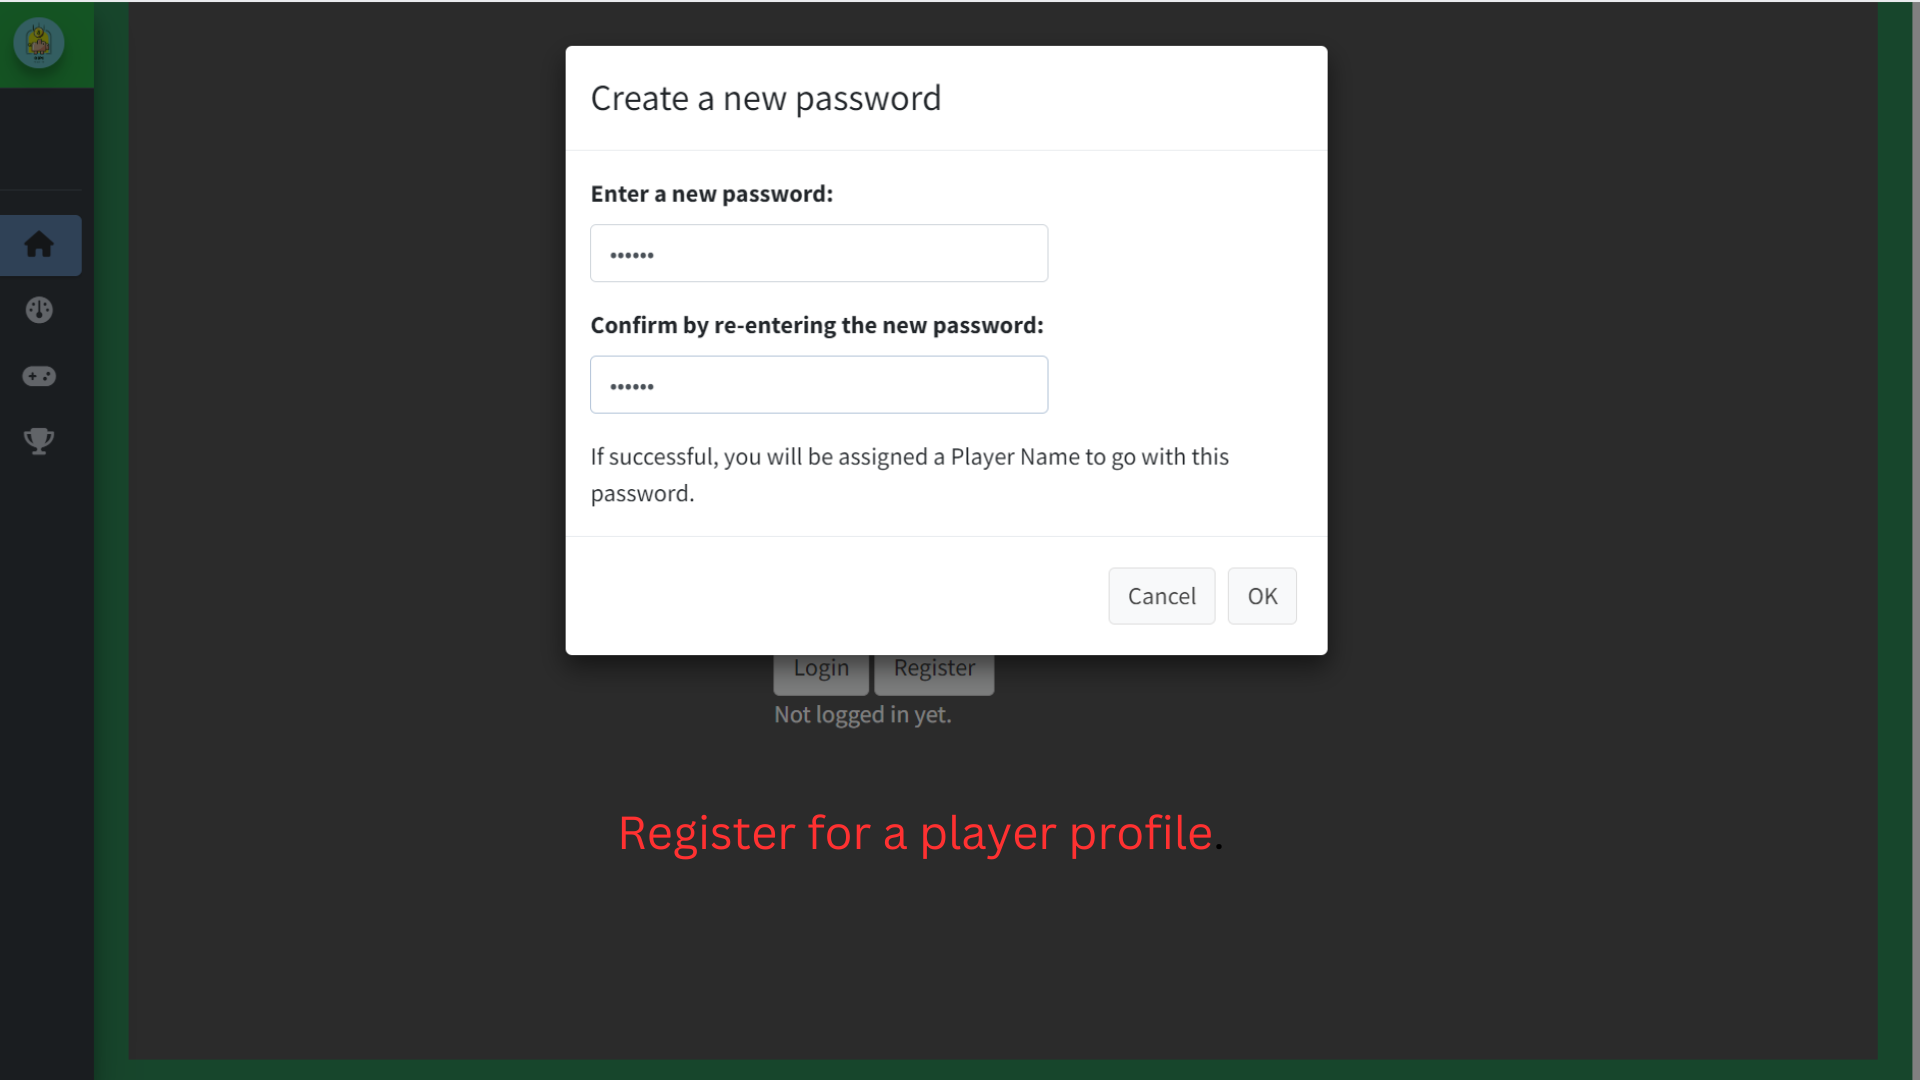 Create a new password
Enter a new password:
••••••
Confirm by re-entering the new password:
••••••
If successful, you will be assigned a Player Name to go with this
password.
Cancel OK
Login Register
Not logged in yet.
Register for a player profile.